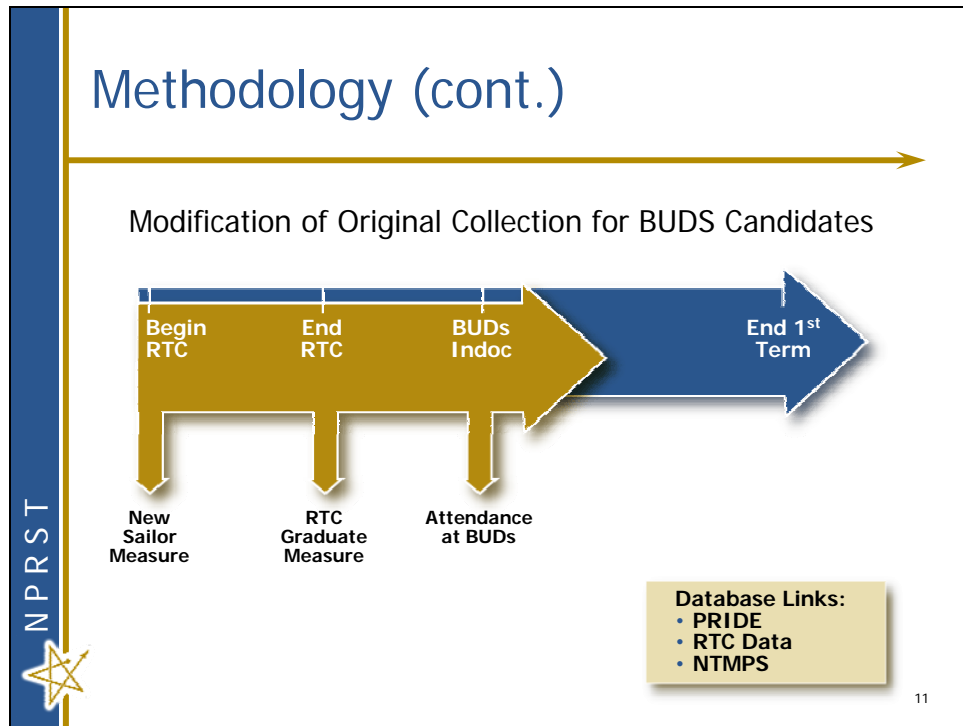 Methodology (cont.)
Modification of Original Collection for BUDS Candidates
Begin
RTC
End
RTC
BUDs
Indoc
End 1st
Term
New
Sailor
Measure
RTC
Graduate
Measure
Attendance
at BUDs
Database Links:
• PRIDE
• RTC Data
• NTMPS
NPRST
11